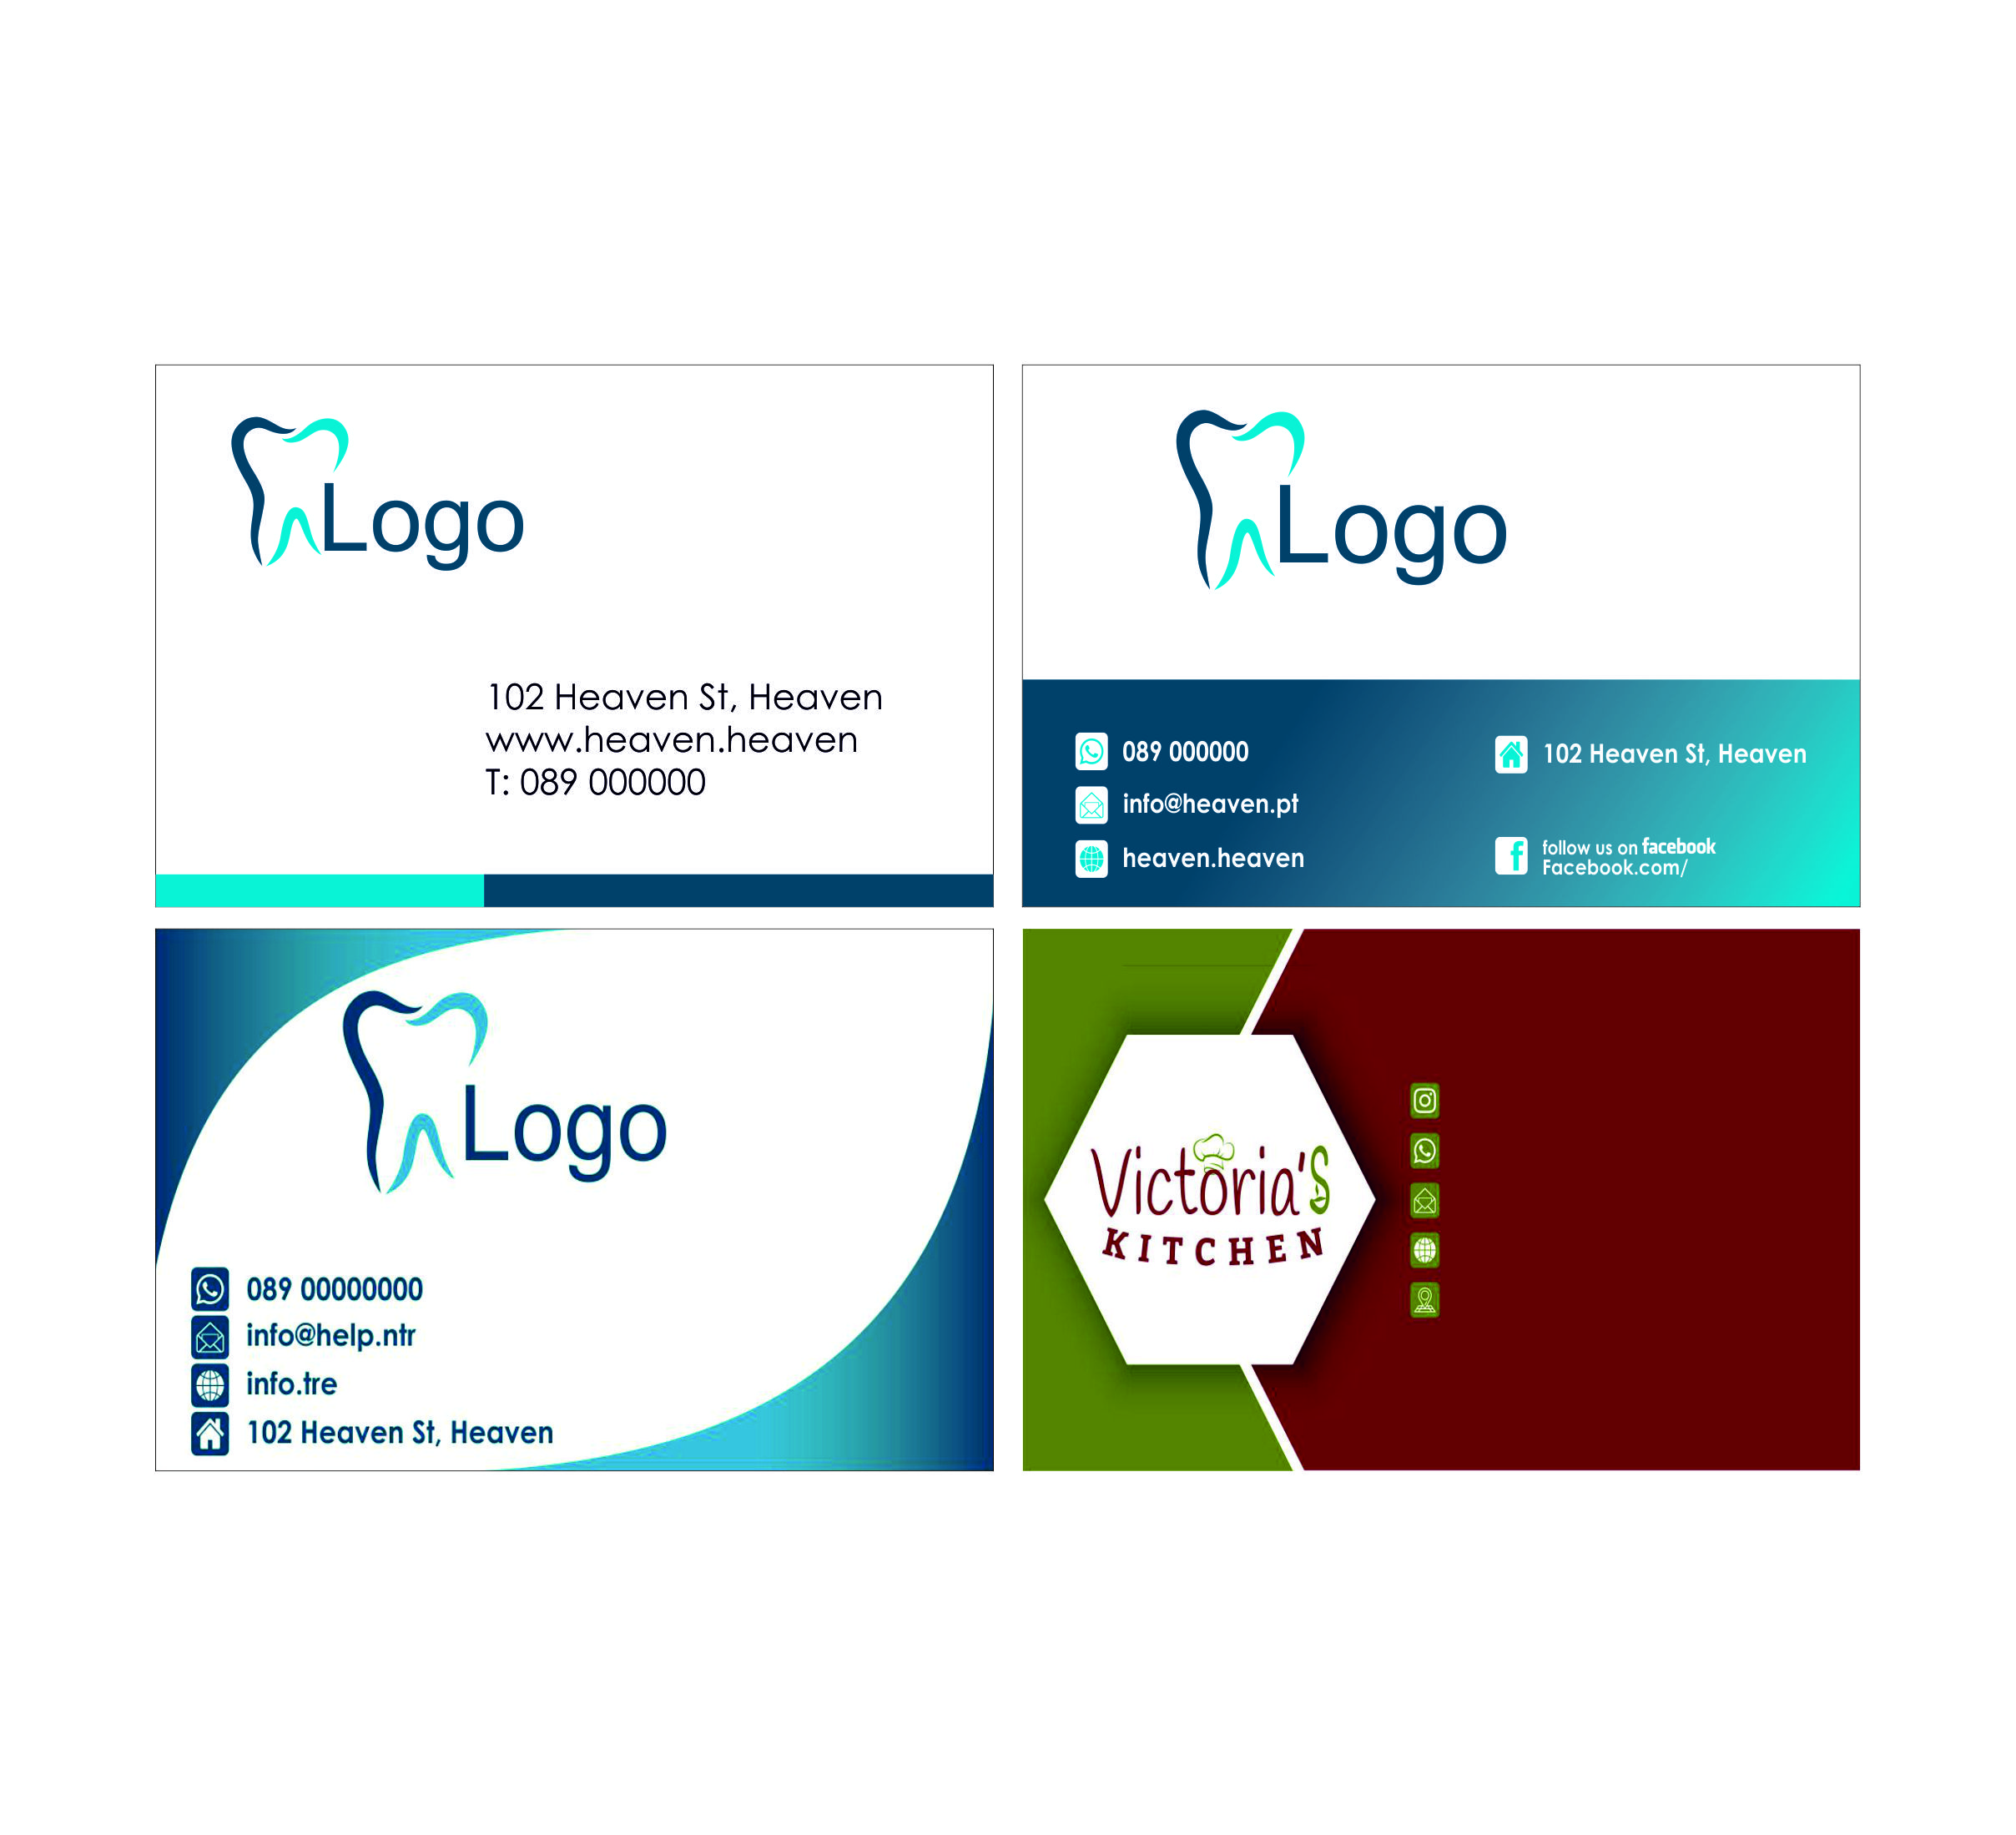 Logo
102 Heaven St, Heaven
www.heaven.heaven
T: 089 000000
Logo
089 000000
info@heaven.pt
heaven.heaven
102 Heaven St, Heaven
follow us on facebook
Facebook.com/
Logo
089 00000000
info@help.ntr
info.tre
102 Heaven St, Heaven
Victoria's
KITCHEN